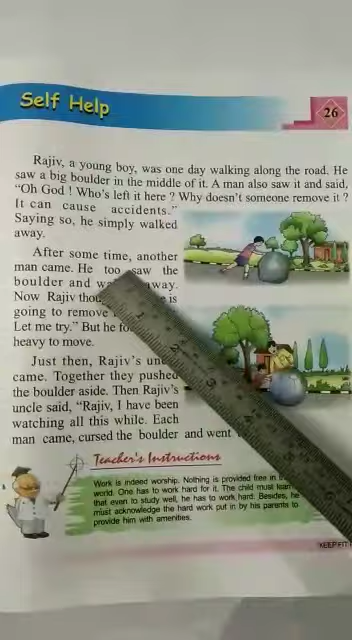 Self Help
26
Rajiv, a young boy, was one day walking along the road. He
saw a big boulder in the middle of it. A man also saw it and said,
“Oh God ! Who's left it here ? Why doesn't someone remove it ?
It can cause accidents.”
Saying so, he simply walked
away.
After some time, another
man came. He too saw the
boulder and away.
Now Rajiv is
going to remove
Let me try.” But he
heavy to move.
Just then, Rajiv's
came. Together they pushed
the boulder aside. Then Rajiv's
uncle said, “Rajiv, I have been
watching all this while. Each
man came, cursed the boulder and went
Teacher's Instructions
Work is indeed worship. Nothing is provided free in
world. One has to work hard for it. The child must learn
that even to study well, he has to work hard. Besides, he
must acknowledge the hard work put in by his parents to
provide him with amenities.
KEEP FIT
1
2
3
4
5